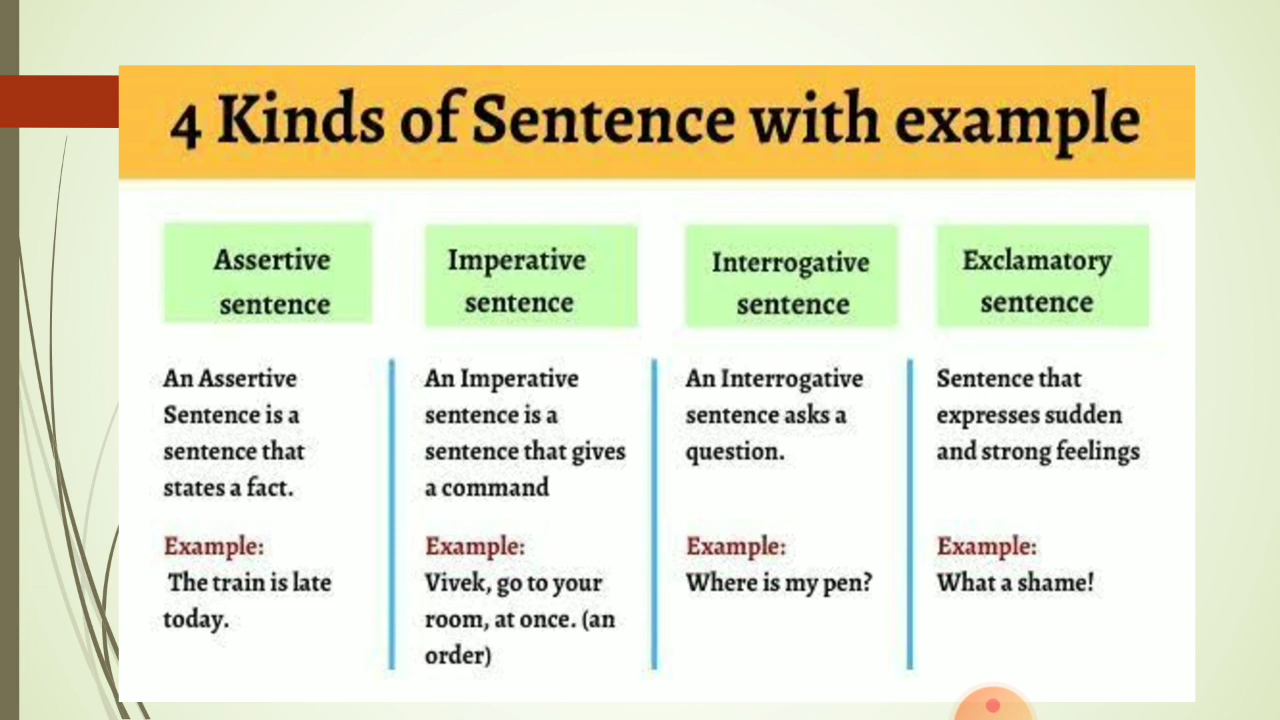 4 Kinds of Sentence with example
Assertive
sentence
An Assertive
Sentence is a
sentence that
states a fact.
Example:
The train is late
today.
Imperative
sentence
An Imperative
sentence is a
sentence that gives
a command
Example:
Vivek, go to your
room, at once. (an
order)
Interrogative
sentence
An Interrogative
sentence asks a
question.
Example:
Where is my pen?
Exclamatory
sentence
Sentence that
expresses sudden
and strong feelings
Example:
What a shame!